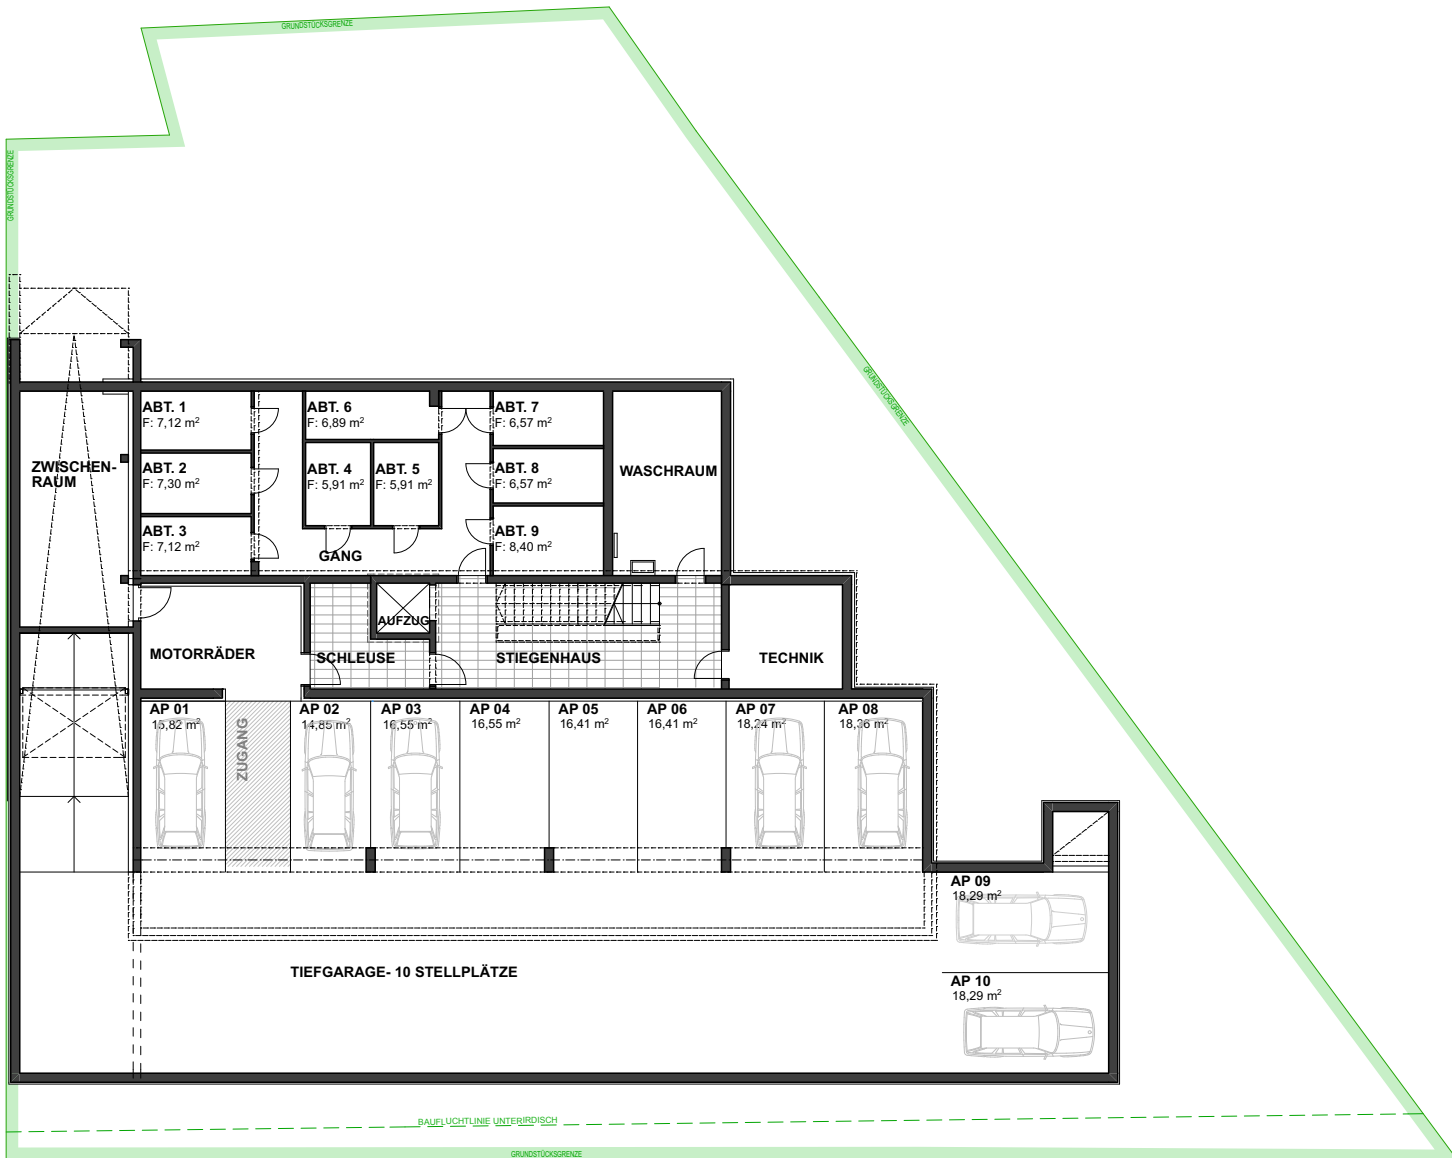 GRUNDSTÜCKSGRENZE
GRUNDSTÜCKSGRENZE
GRUNDSTÜCKSGRENZE
ABT. 1
F: 7,12 m²
ABT. 6
F: 6,89 m²
ABT. 7
F: 6,57 m²
ZWISCHEN-
RAUM
ABT. 2
F: 7,30 m²
ABT. 4
F: 5,91 m²
ABT. 5
F: 5,91 m²
ABT. 8
F: 6,57 m²
WASCHRAUM
ABT. 3
F: 7,12 m²
GANG
ABT. 9
F: 8,40 m²
AUFZUG
MOTORRÄDER
SCHLEUSE
STIEGENHAUS
TECHNIK
AP 01
15,82 m²
ZUGANG
AP 02
14,85 m²
AP 03
16,55 m²
AP 04
16,55 m²
AP 05
16,41 m²
AP 06
16,41 m²
AP 07
18,24 m²
AP 08
18,36 m²
AP 09
18,29 m²
TIEFGARAGE- 10 STELLPLÄTZE
AP 10
18,29 m²
BAUFLUCHTLINIE UNTERIRDISCH
GRUNDSTÜCKSGRENZE